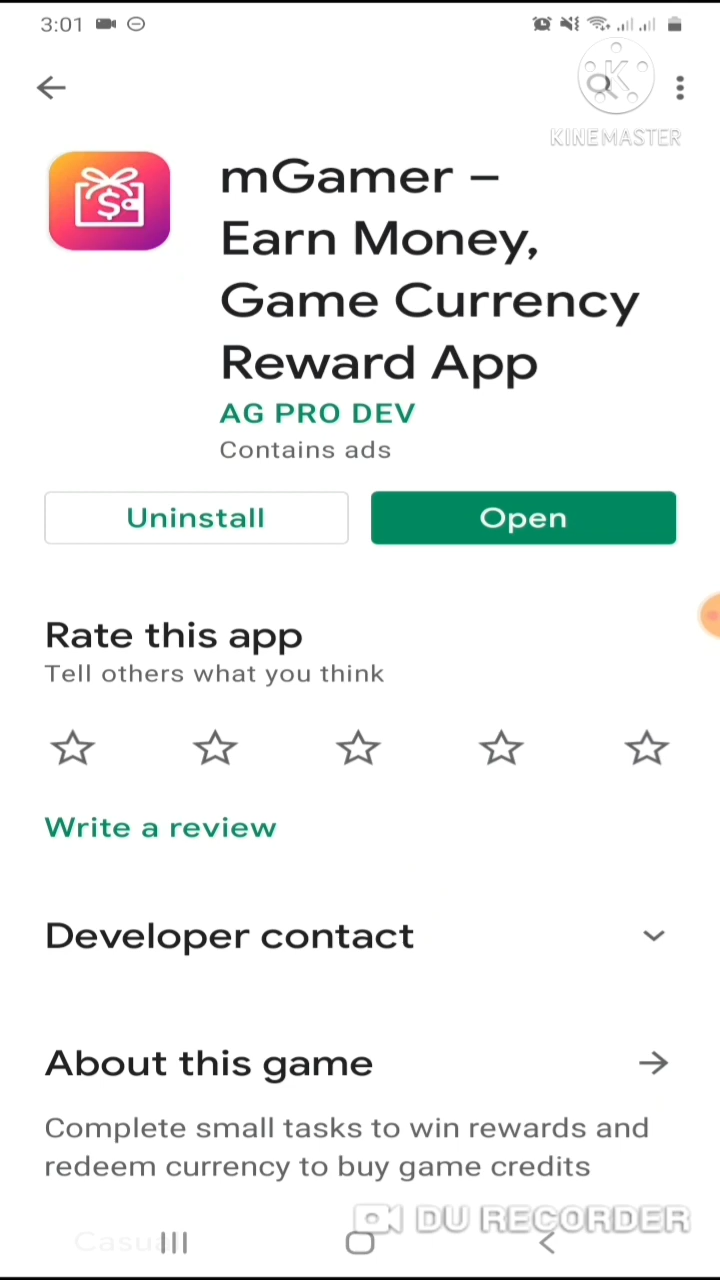 3:01
K
KINEMASTER
mGamer –
Earn Money,
Game Currency
Reward App
AG PRO DEV
Contains ads
Uninstall
Open
Rate this app
Tell others what you think
Write a review
Developer contact
About this game
Complete small tasks to win rewards and
redeem currency to buy game credits
DU RECORDER
Casual